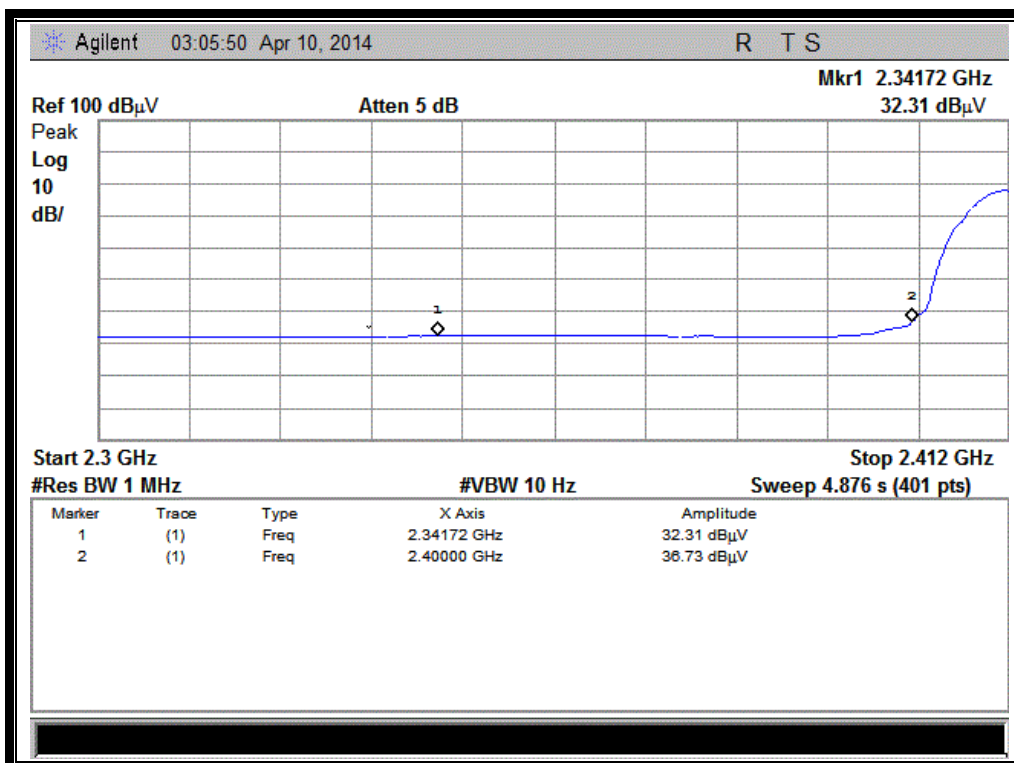 Agilent 03:05:50 Apr 10, 2014 R T S
Mkr1 2.34172 GHz
Ref 100 dBµV Atten 5 dB 32.31 dBµV
Peak
Log
10
dB/
1
2
Start 2.3 GHz Stop 2.412 GHz
#Res BW 1 MHz #VBW 10 Hz Sweep 4.876 s (401 pts)
Marker Trace Type X Axis Amplitude
1 (1) Freq 2.34172 GHz 32.31 dBµV
2 (1) Freq 2.40000 GHz 36.73 dBµV